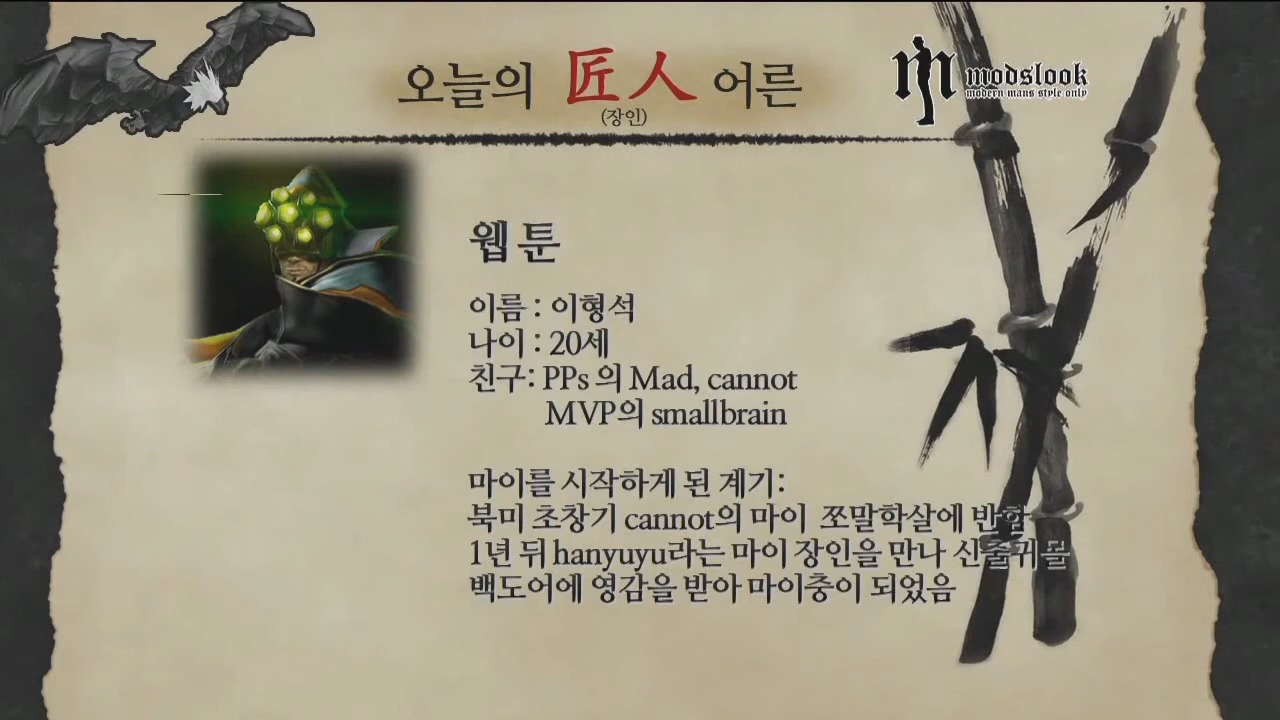 오늘의 匠人 어른
(장인)
modslook
modern mans style only
웹툰
이름 : 이형석
나이 : 20세
친구: PPs 의 Mad, cannot
MVP의 smallbrain
마이를 시작하게 된 계기:
북미 초창기 cannot의 마이 쪼말학살에 반함
1년 뒤 hanyuyu라는 마이 장인을 만나 신출귀몰
백도어에 영감을 받아 마이충이 되었음